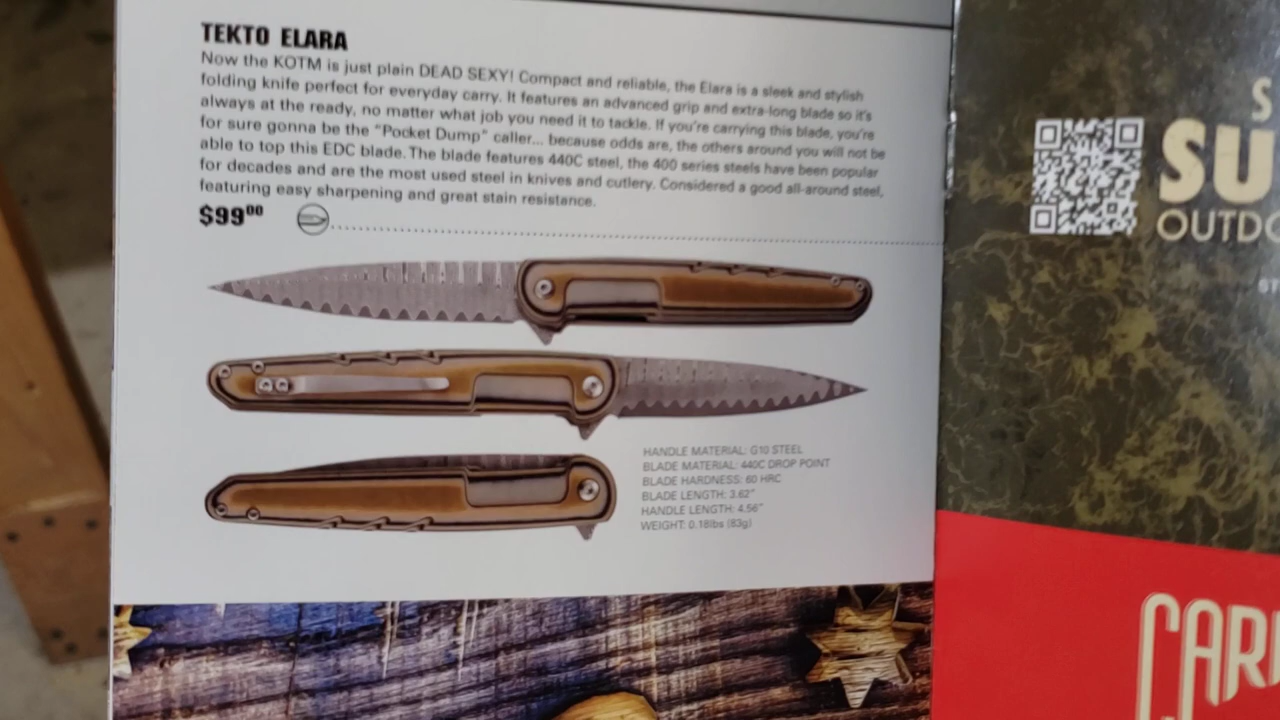 TEKTO ELARA
Now the KOTM is just plain DEAD SEXY! Compact and reliable, the Elara is a sleek and stylish
folding knife perfect for everyday carry. It features an advanced grip and extra-long blade so it's
always at the ready, no matter what job you need it to tackle. If you're carrying this blade, you're
for sure gonna be the "Pocket Dump" caller... because odds are, the others around you will not be
able to top this EDC blade. The blade features 440C steel, the 400 series steels have been popular
for decades and are the most used steel in knives and cutlery. Considered a good all-around steel,
featuring easy sharpening and great stain resistance.
$9900
HANDLE MATERIAL: G10 STEEL
BLADE MATERIAL: 440C DROP POINT
BLADE HARDNESS: 60 HRC
BLADE LENGTH: 3.62"
HANDLE LENGTH: 4.56"
WEIGHT: 0.18lbs (83g)
S
SU
OUTDO
ST
CAR